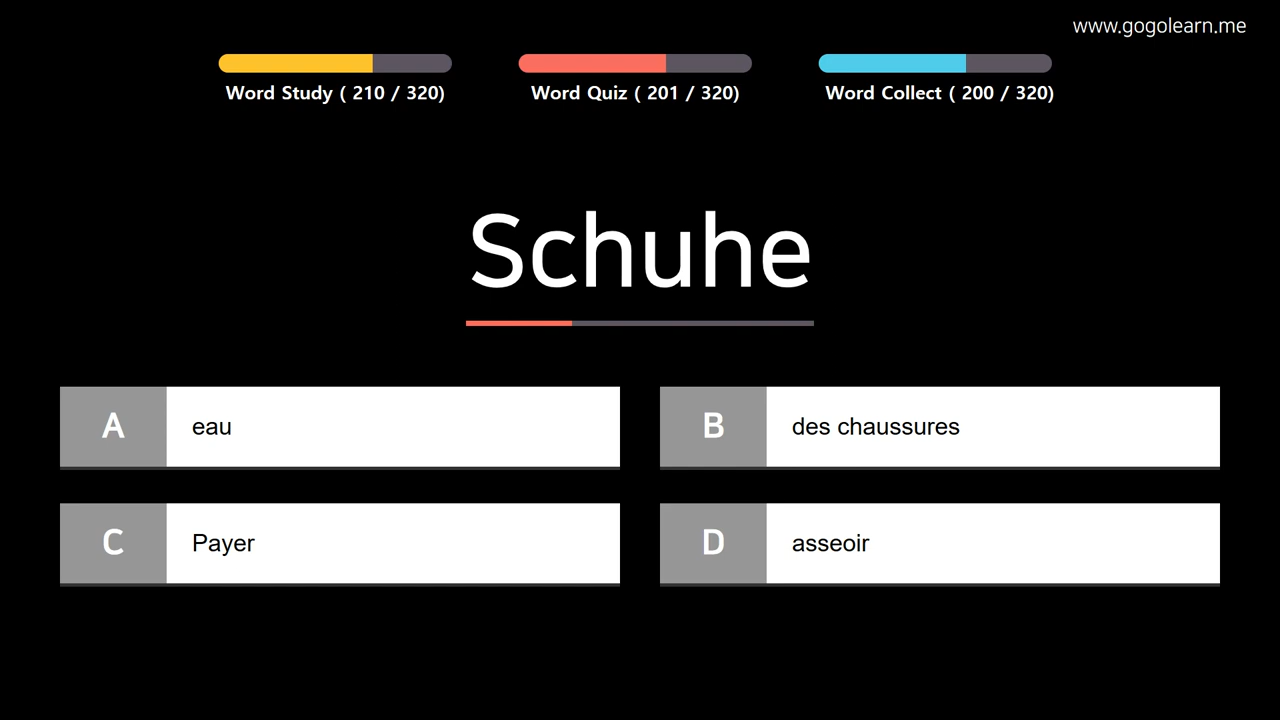 www.gogolearn.me
Word Study ( 210 / 320)
Word Quiz ( 201 / 320)
Word Collect ( 200 / 320)
Schuhe
A eau
B des chaussures
C Payer
D asseoir